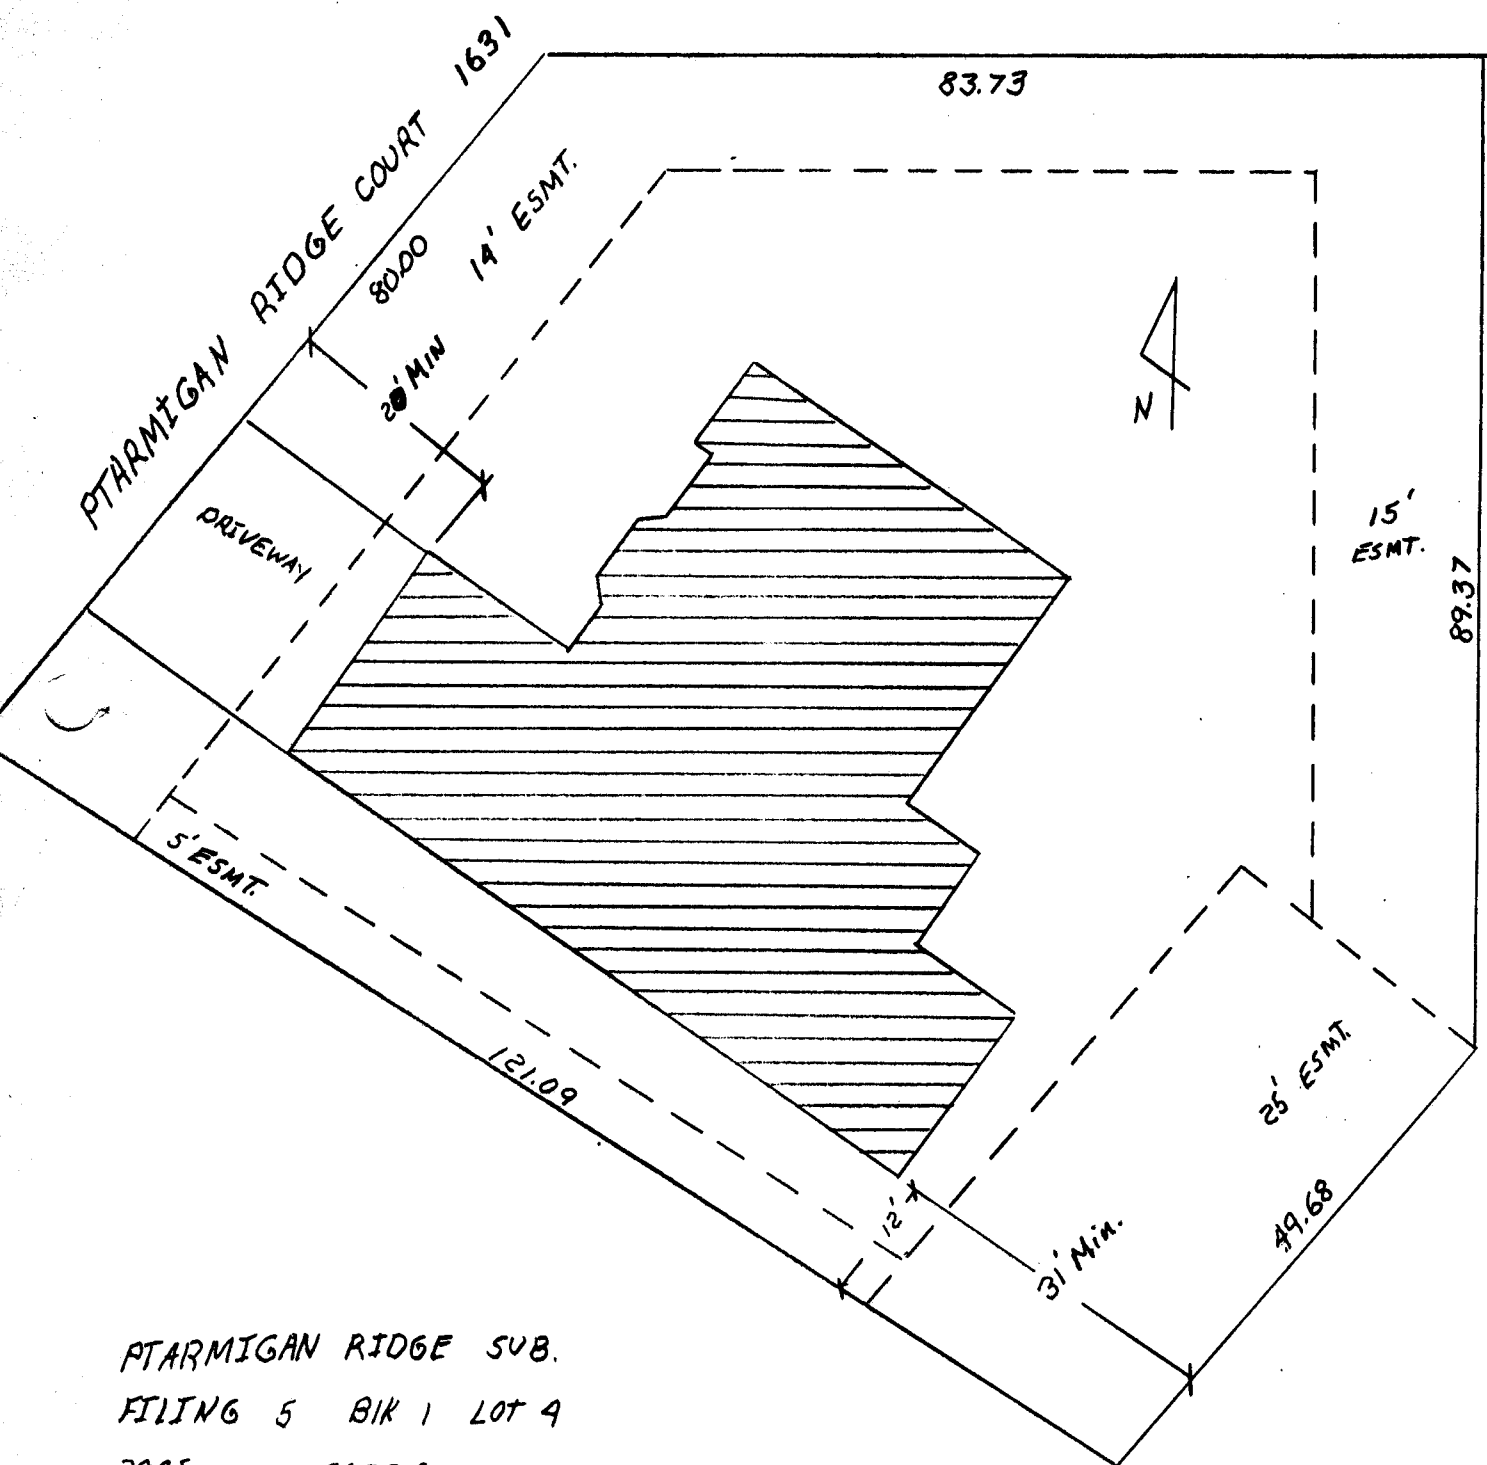 PTARMIGAN RIDGE COURT 1631
83.73
80.00
14' ESMT.
20' MIN
N
DRIVEWAY
15'
ESMT.
89.37
5' ESMT.
121.09
25' ESMT.
12'
31' Min.
49.68
PTARMIGAN RIDGE SUB.
FILING 5 BLK 1 LOT 4